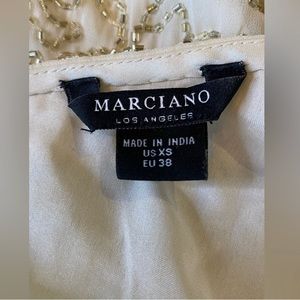 MARCIANO
LOS ANGELES
MADE IN INDIA
US XS
EU 38